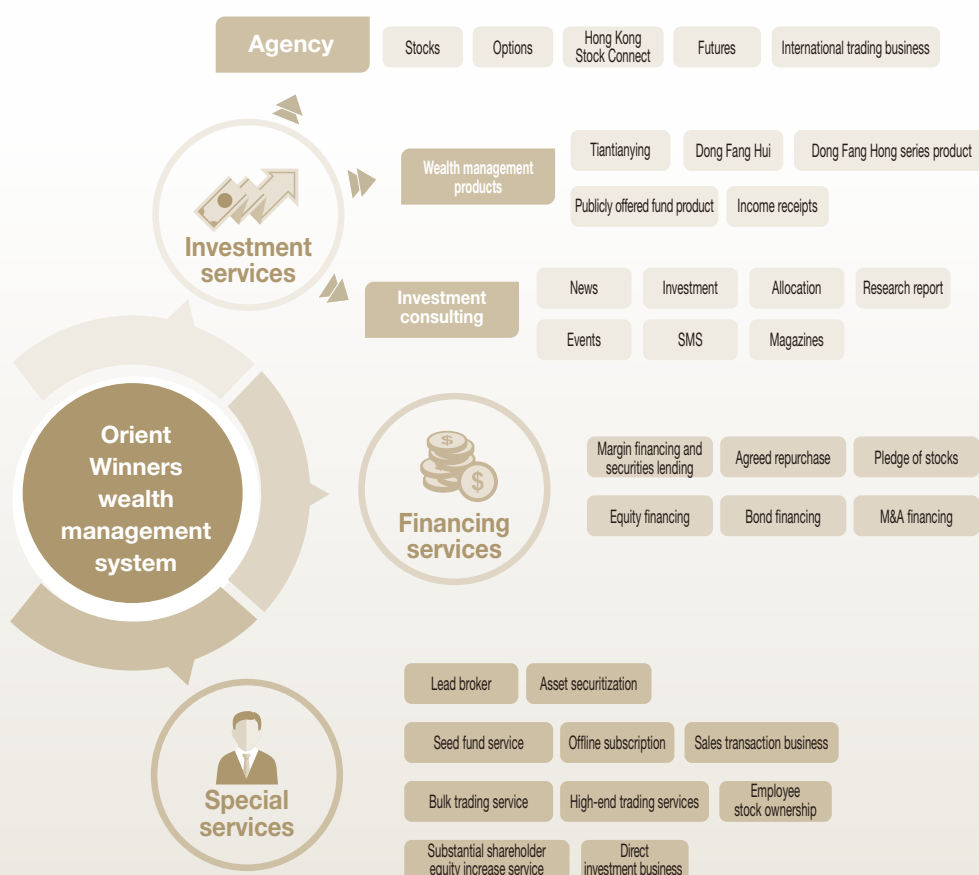 Agency
Stocks
Options
Hong Kong
Stock Connect
Futures
International trading business
Investment
services
Wealth management
products
Tiantianying
Dong Fang Hui
Dong Fang Hong series product
Publicly offered fund product
Income receipts
Investment
consulting
News
Investment
Allocation
Research report
Events
SMS
Magazines
Orient
Winners
wealth
management
system
$
$
Financing
services
Margin financing and
securities lending
Agreed repurchase
Pledge of stocks
Equity financing
Bond financing
M&A financing
Special
services
Lead broker
Asset securitization
Seed fund service
Offline subscription
Sales transaction business
Bulk trading service
High-end trading services
Employee
stock ownership
Substantial shareholder
equity increase service
Direct
investment business